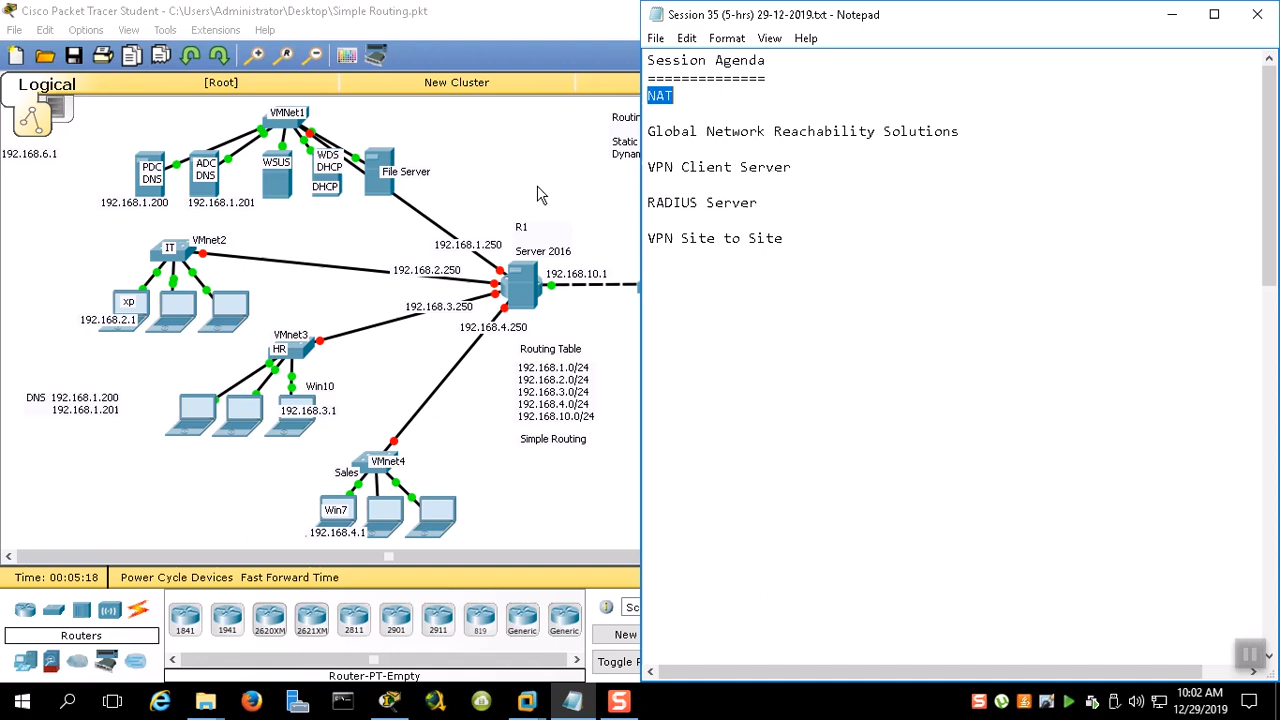 Cisco Packet Tracer Student - C:\Users\Administrator\Desktop\Simple Routing.pkt
File Edit Options View Tools Extensions Help
Logical [Root] New Cluster
192.168.6.1
VMNet1
PDC
DNS
ADC
DNS
WSUS
WDS
DHCP
DHCP
File Server
192.168.1.200
192.168.1.201
Routin
Static
Dynam
R1
Server 2016
192.168.1.250
192.168.10.1
IT
VMnet2
192.168.2.250
xp
192.168.2.1
192.168.3.250
192.168.4.250
VMnet3
HR
Win10
192.168.3.1
DNS 192.168.1.200
192.168.1.201
Routing Table
192.168.1.0/24
192.168.2.0/24
192.168.3.0/24
192.168.4.0/24
192.168.10.0/24
Simple Routing
VMnet4
Sales
Win7
192.168.4.1
Time: 00:05:18 Power Cycle Devices Fast Forward Time
Routers
1841 1941 2620XM 2621XM 2811 2901 2911 819 Generic Generic
Router-PT-Empty
Sc
New
Toggle
Session 35 (5-hrs) 29-12-2019.txt - Notepad
File Edit Format View Help
Session Agenda
==============
NAT
Global Network Reachability Solutions
VPN Client Server
RADIUS Server
VPN Site to Site
10:02 AM
12/29/2019